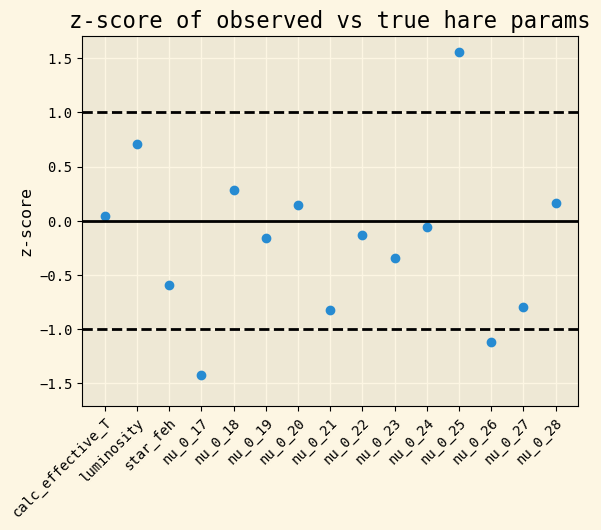 z-score of observed vs true hare params
z-score
1.5
1.0
0.5
0.0
−0.5
−1.0
−1.5
calc_effective_T
luminosity
star_feh
nu_0_17
nu_0_18
nu_0_19
nu_0_20
nu_0_21
nu_0_22
nu_0_23
nu_0_24
nu_0_25
nu_0_26
nu_0_27
nu_0_28